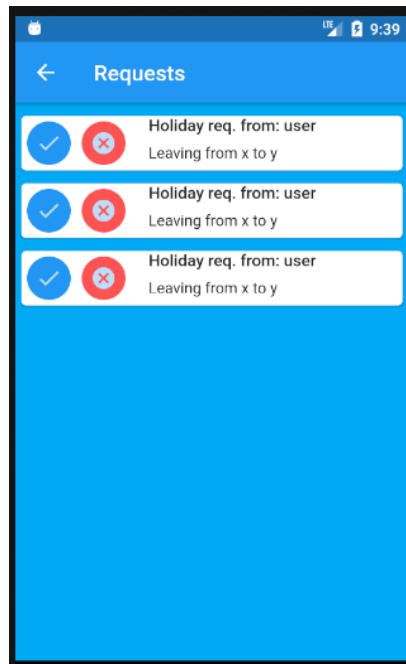 LTE 9:39
Requests
Holiday req. from: user
Leaving from x to y
Holiday req. from: user
Leaving from x to y
Holiday req. from: user
Leaving from x to y